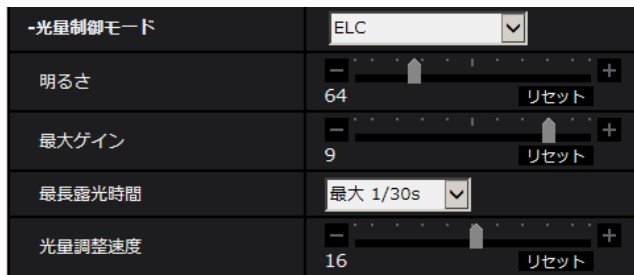 -光量制御モード ELC
明るさ － ＋
64 リセット
最大ゲイン － ＋
9 リセット
最長露光時間 最大 1/30s
光量調整速度 － ＋
16 リセット